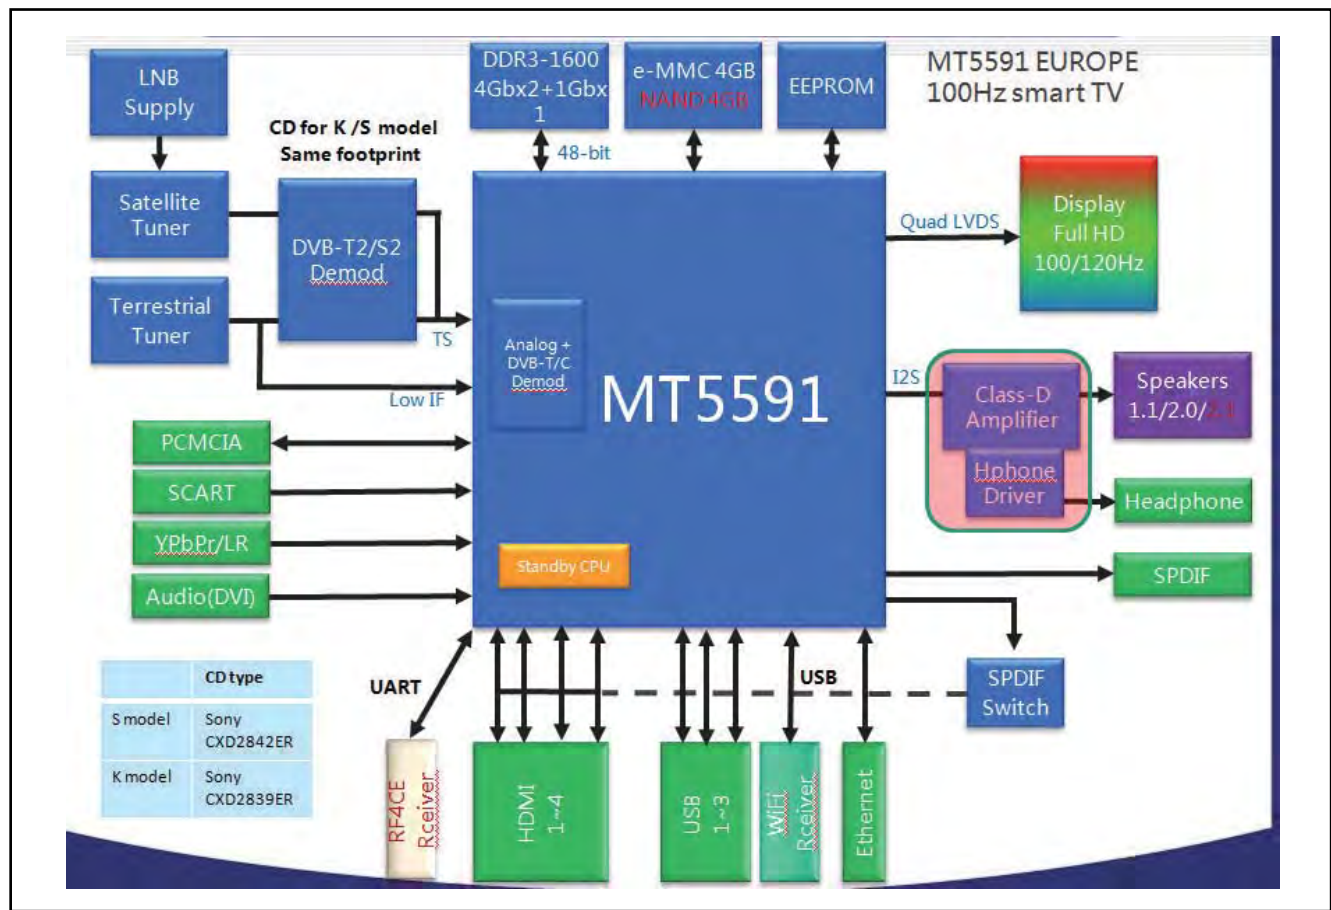 LNB
Supply
DDR3-1600
4Gbx2+1Gbx
1
e-MMC 4GB
NAND 4GB
EEPROM
MT5591 EUROPE
100Hz smart TV
CD for K /S model
Same footprint
48-bit
Satellite
Tuner
DVB-T2/S2
Demod
Quad LVDS
Display
Full HD
100/120Hz
Terrestrial
Tuner
TS
Analog +
DVB-T/C
Demod
MT5591
Low IF
I2S
Class-D
Amplifier
Speakers
1.1/2.0/2.1
Hphone
Driver
Headphone
PCMCIA
SCART
YPbPr/LR
Audio(DVI)
Standby CPU
SPDIF
UART
USB
SPDIF
Switch
CD type
S model Sony
CXD2842ER
K model Sony
CXD2839ER
RF4CE
Rceiver
HDMI
1~4
USB
1~3
WiFi
Rceiver
Ethernet